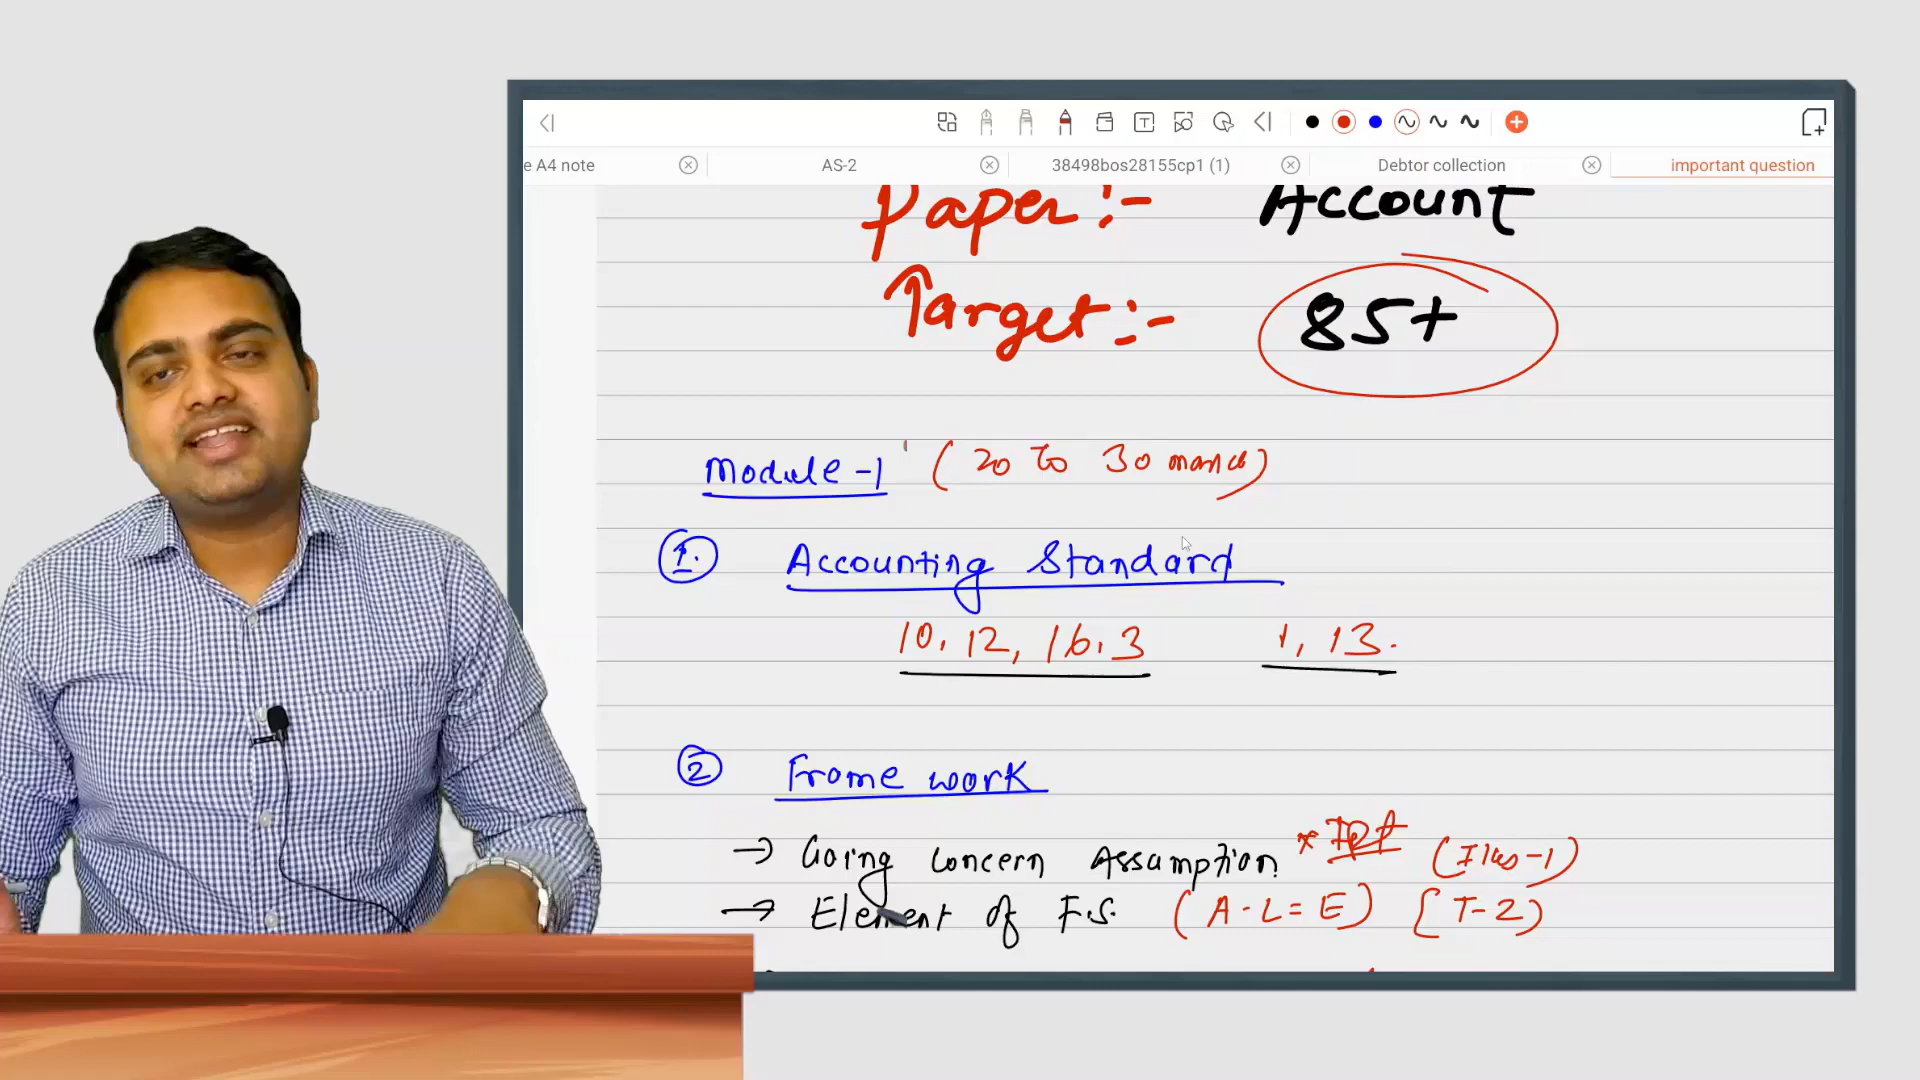 e A4 note AS-2 38498bos28155cp1 (1) Debtor collection important question
Paper:- Account
Target:- 85+
Module-1 (20 to 30 marks)
1. Accounting Standard
10, 12, 16, 3 1, 13.
2 Frame work
→ Going concern Assumption * Imp
→ Element of F.S. (A-L=E) [T-2)